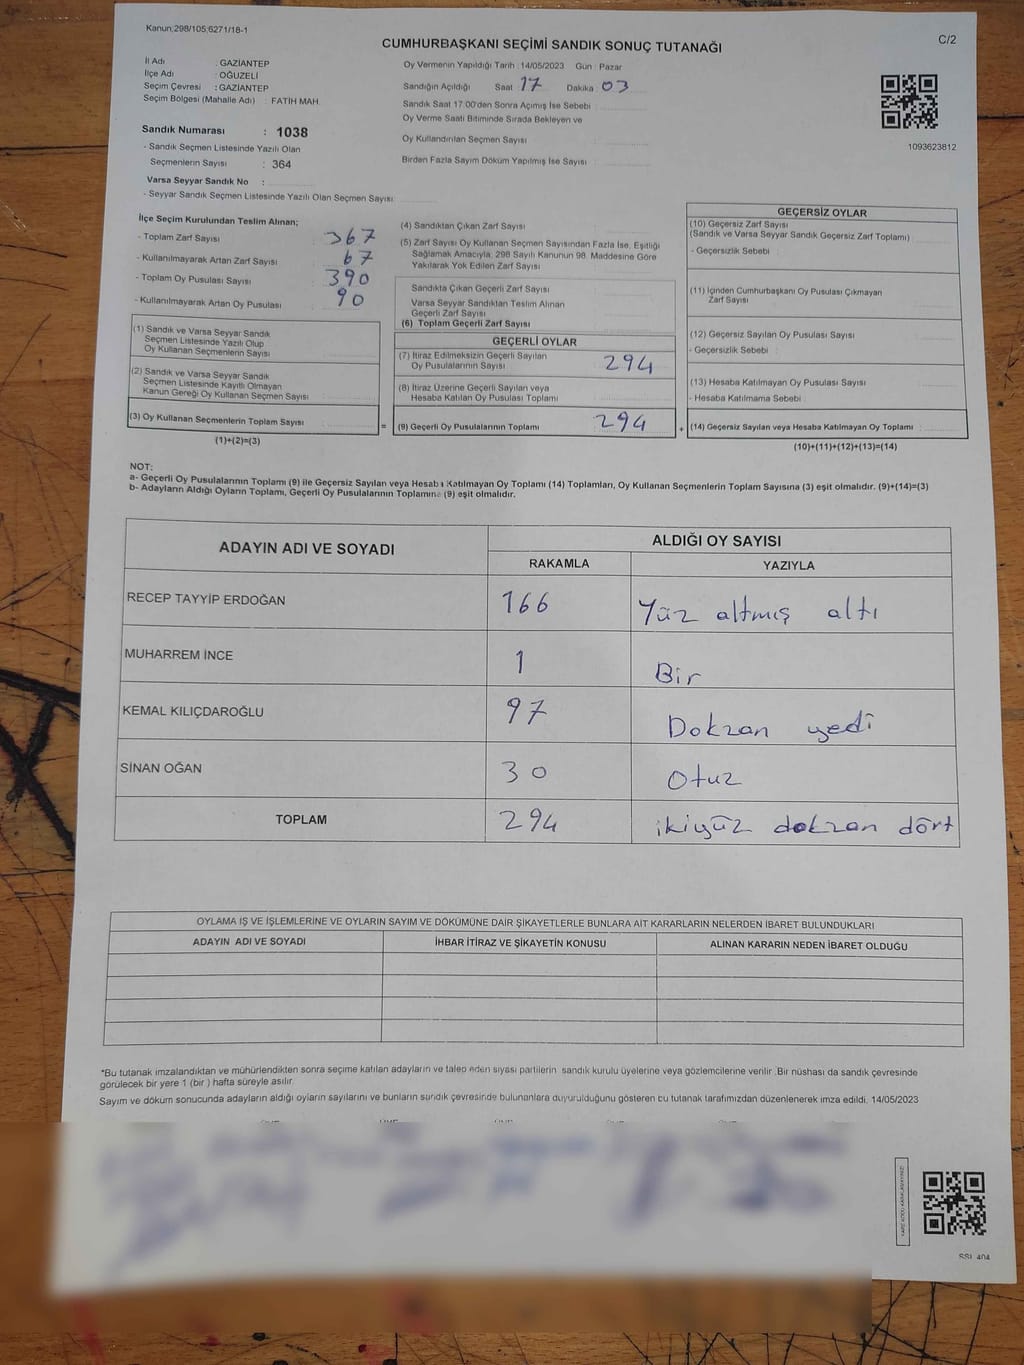 Kanun:298/105;6271/18-1
C/2
CUMHURBAŞKANI SEÇİMİ SANDIK SONUÇ TUTANAĞI
İl Adı : GAZİANTEP
İlçe Adı : OĞUZELİ
Seçim Çevresi : GAZİANTEP
Seçim Bölgesi (Mahalle Adı) : FATİH MAH.
Sandık Numarası : 1038
- Sandık Seçmen Listesinde Yazılı Olan
Seçmenlerin Sayısı : 364
Varsa Seyyar Sandık No :
- Seyyar Sandık Seçmen Listesinde Yazılı Olan Seçmen Sayısı:
Oy Vermenin Yapıldığı Tarih :14/05/2023 Gün : Pazar
Sandığın Açıldığı Saat : 17 Dakika : 03
Sandık Saat 17:00'den Sonra Açımış İse Sebebi :
Oy Verme Saati Bitiminde Sırada Bekleyen ve
Oy Kullandırılan Seçmen Sayısı :
Birden Fazla Sayım Döküm Yapılmış İse Sayısı :
1093623812
İlçe Seçim Kurulundan Teslim Alınan;
- Toplam Zarf Sayısı : 367
- Kullanılmayarak Artan Zarf Sayısı : 67
- Toplam Oy Pusulası Sayısı : 390
- Kullanılmayarak Artan Oy Pusulası : 90
(1) Sandık ve Varsa Seyyar Sandık
Seçmen Listesinde Yazılı Olup
Oy Kullanan Seçmenlerin Sayısı :
(2) Sandık ve Varsa Seyyar Sandık
Seçmen Listesinde Kayıtlı Olmayan
Kanun Gereği Oy Kullanan Seçmen Sayısı :
(3) Oy Kullanan Seçmenlerin Toplam Sayısı :
(1)+(2)=(3)
=
(4) Sandıktan Çıkan Zarf Sayısı :
(5) Zarf Sayısı Oy Kullanan Seçmen Sayısından Fazla İse, Eşitliği
Sağlamak Amacıyla, 298 Sayılı Kanunun 98. Maddesine Göre
Yakılarak Yok Edilen Zarf Sayısı :
Sandıkta Çıkan Geçerli Zarf Sayısı :
Varsa Seyyar Sandıktan Teslim Alınan
Geçerli Zarf Sayısı :
(6) Toplam Geçerli Zarf Sayısı :
GEÇERLİ OYLAR
(7) İtiraz Edilmeksizin Geçerli Sayılan
Oy Pusulalarının Sayısı : 294
(8) İtiraz Üzerine Geçerli Sayılan veya
Hesaba Katılan Oy Pusulası Toplamı :
(9) Geçerli Oy Pusulalarının Toplamı : 294
+
GEÇERSİZ OYLAR
(10) Geçersiz Zarf Sayısı
(Sandık ve Varsa Seyyar Sandık Geçersiz Zarf Toplamı) :
- Geçersizlik Sebebi :
(11) İçinden Cumhurbaşkanı Oy Pusulası Çıkmayan
Zarf Sayısı :
(12) Geçersiz Sayılan Oy Pusulası Sayısı :
- Geçersizlik Sebebi :
(13) Hesaba Katılmayan Oy Pusulası Sayısı :
- Hesaba Katılmama Sebebi :
(14) Geçersiz Sayılan veya Hesaba Katılmayan Oy Toplamı :
(10)+(11)+(12)+(13)=(14)
NOT:
a- Geçerli Oy Pusulalarının Toplamı (9) ile Geçersiz Sayılan veya Hesaba Katılmayan Oy Toplamı (14) Toplamları, Oy Kullanan Seçmenlerin Toplam Sayısına (3) eşit olmalıdır. (9)+(14)=(3)
b- Adayların Aldığı Oyların Toplamı, Geçerli Oy Pusulalarının Toplamına (9) eşit olmalıdır.
ADAYIN ADI VE SOYADI ALDIĞI OY SAYISI
RAKAMLA YAZIYLA
RECEP TAYYİP ERDOĞAN 166 Yüz altmış altı
MUHARREM İNCE 1 Bir
KEMAL KILIÇDAROĞLU 97 Dokzan yedi
SİNAN OĞAN 30 Otuz
TOPLAM 294 ikiyüz dokzan dört
OYLAMA İŞ VE İŞLEMLERİNE VE OYLARIN SAYIM VE DÖKÜMÜNE DAİR ŞİKAYETLERLE BUNLARA AİT KARARLARIN NELERDEN İBARET BULUNDUKLARI
ADAYIN ADI VE SOYADI İHBAR İTİRAZ VE ŞİKAYETİN KONUSU ALINAN KARARIN NEDEN İBARET OLDUĞU
*Bu tutanak imzalandıktan ve mühürlendikten sonra seçime katılan adayların ve talep eden siyasi partilerin sandık kurulu üyelerine veya gözlemcilerine verilir .Bir nüshası da sandık çevresinde
görülecek bir yere 1 (bir ) hafta süreyle asılır.
Sayım ve döküm sonucunda adayların aldığı oyların sayılarını ve bunların sandık çevresinde bulunanlara duyurulduğunu gösteren bu tutanak tarafımızdan düzenlenerek imza edildi. 14/05/2023